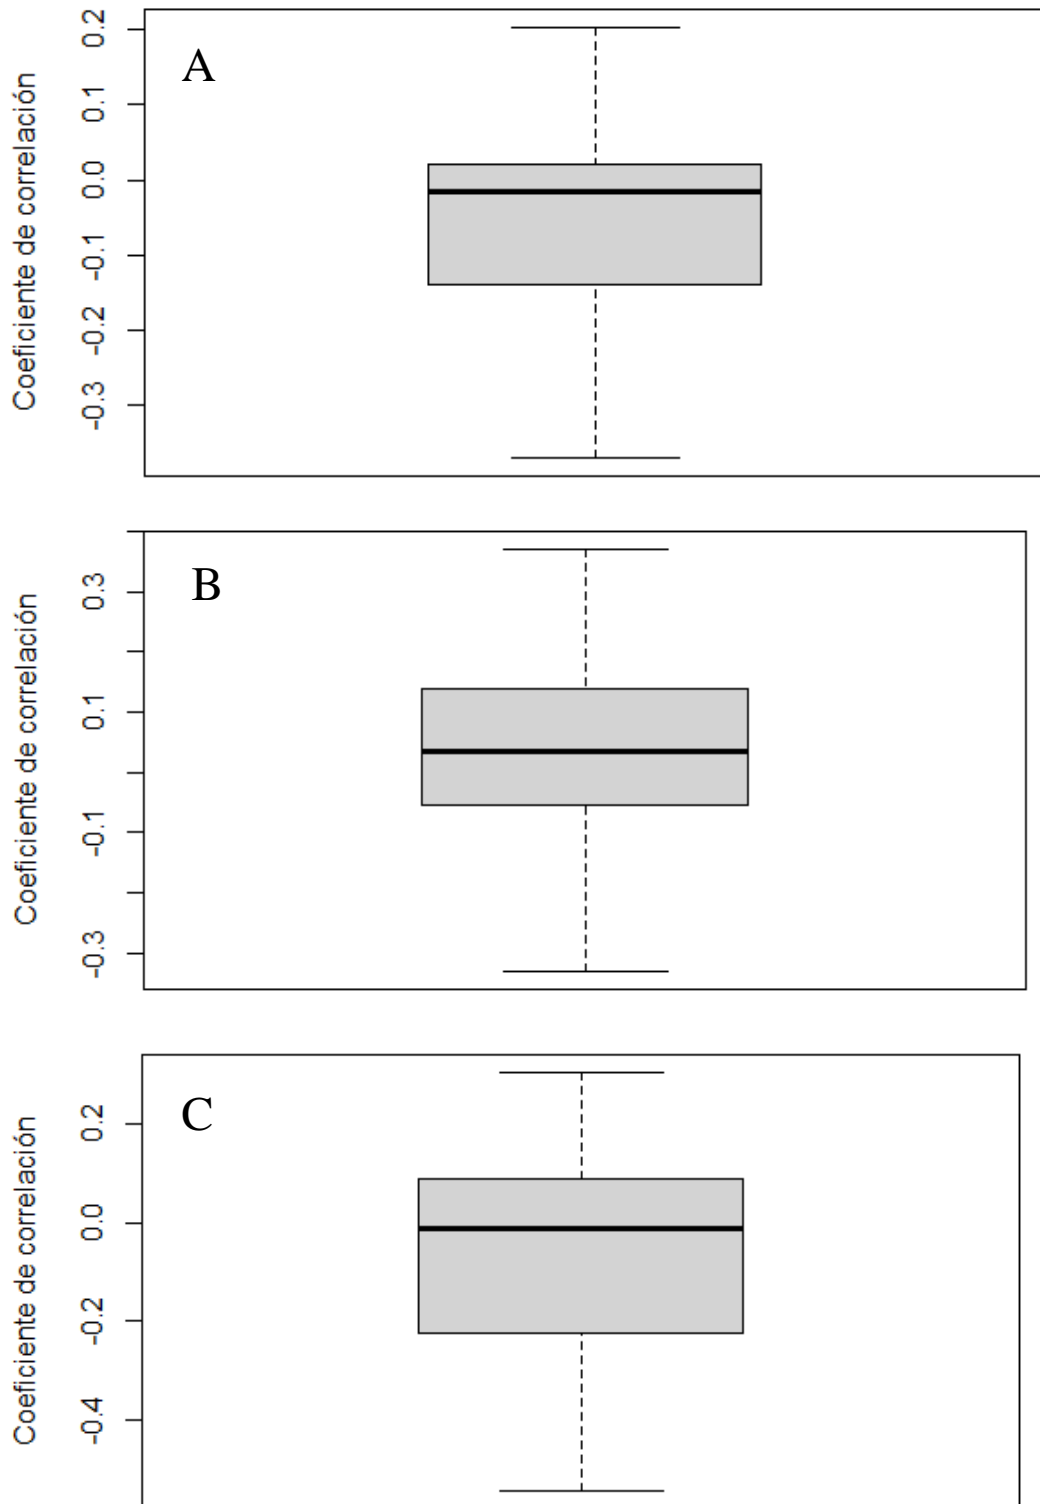 A
Coeficiente de correlación
0.2
0.1
0.0
-0.1
-0.2
-0.3
B
Coeficiente de correlación
0.3
0.1
-0.1
-0.3
C
Coeficiente de correlación
0.2
0.0
-0.2
-0.4